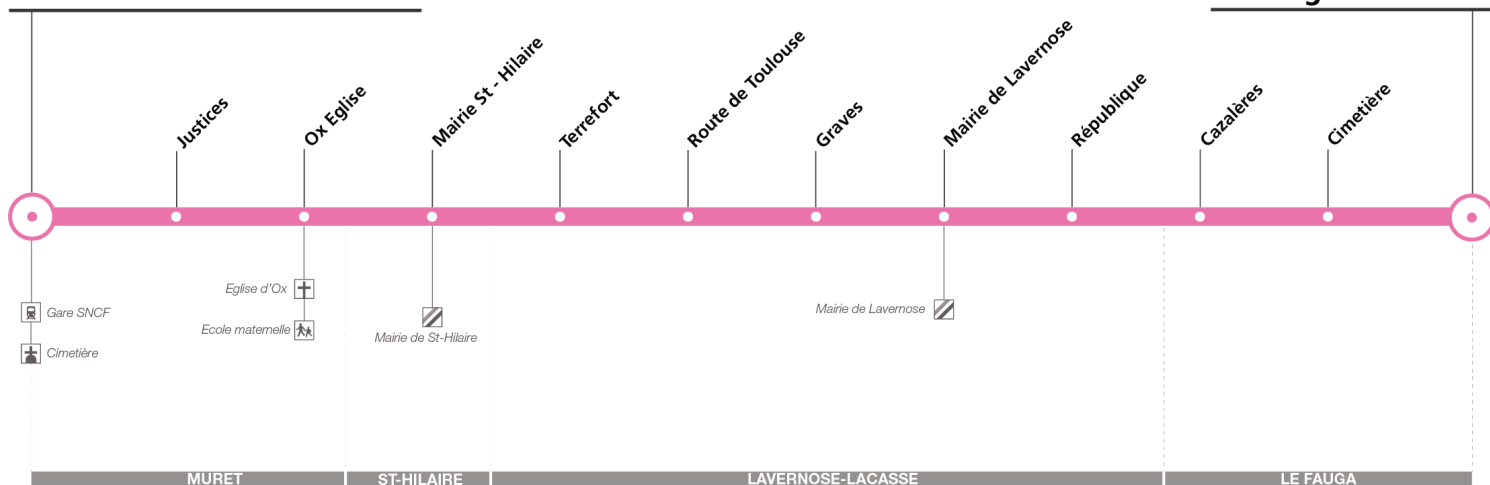 Justices
Ox Eglise
Mairie St - Hilaire
Terrefort
Route de Toulouse
Graves
Mairie de Lavernose
République
Cazalères
Cimetière
Gare SNCF
Cimetière
Eglise d'Ox
Ecole maternelle
Mairie de St-Hilaire
Mairie de Lavernose
MURET
ST-HILAIRE
LAVERNOSE-LACASSE
LE FAUGA